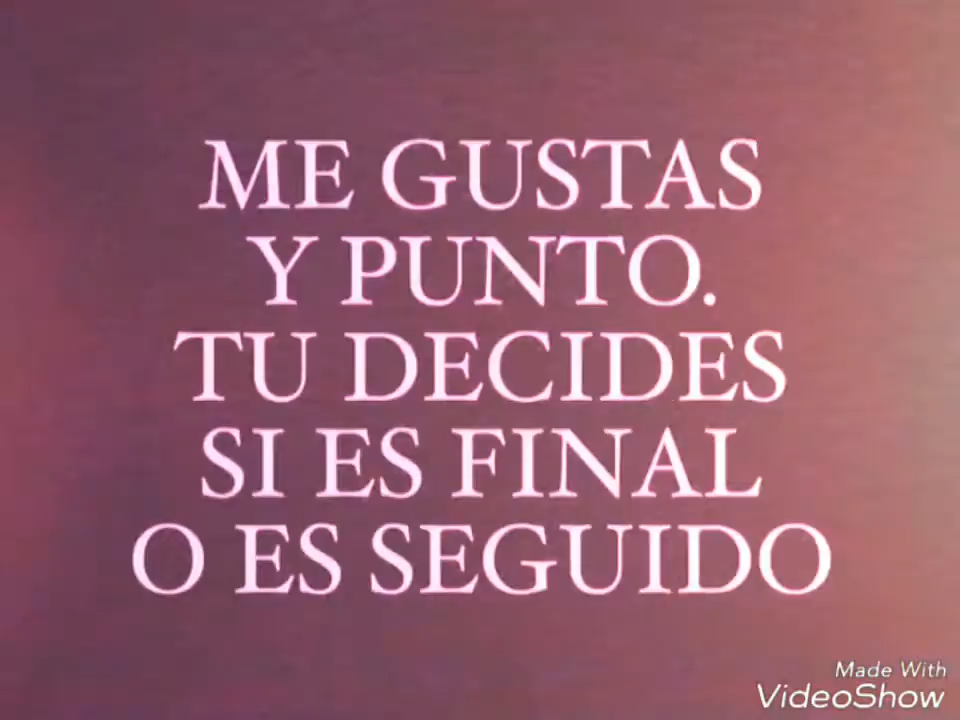 ME GUSTAS
Y PUNTO.
TU DECIDES
SI ES FINAL
O ES SEGUIDO
Made With
VideoShow